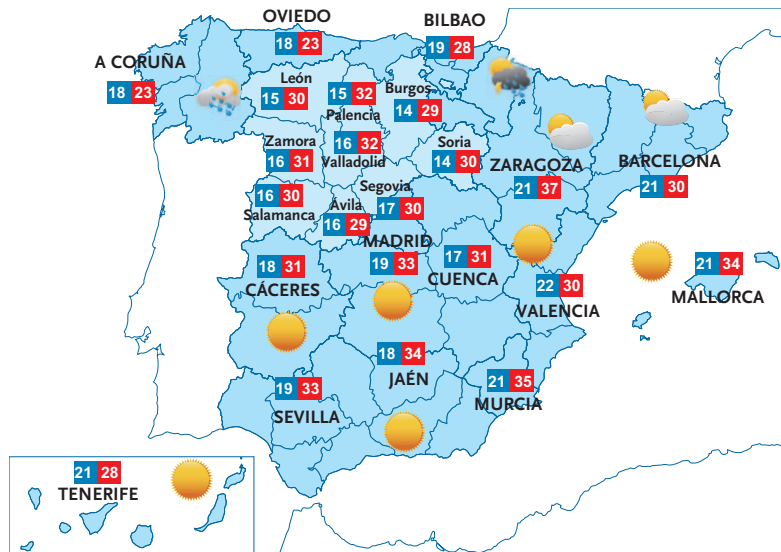 OVIEDO
18 23
BILBAO
19 28
A CORUÑA
18 23
León
15 30
15 32
Palencia
Burgos
14 29
Zamora
16 31
16 32
Valladolid
Soria
14 30
ZARAGOZA
21 37
BARCELONA
21 30
16 30
Salamanca
Ávila
16 29
Segovia
17 30
MADRID
19 33
18 31
CÁCERES
17 31
CUENCA
22 30
VALENCIA
21 34
MALLORCA
18 34
JAÉN
19 33
SEVILLA
21 35
MURCIA
21 28
TENERIFE